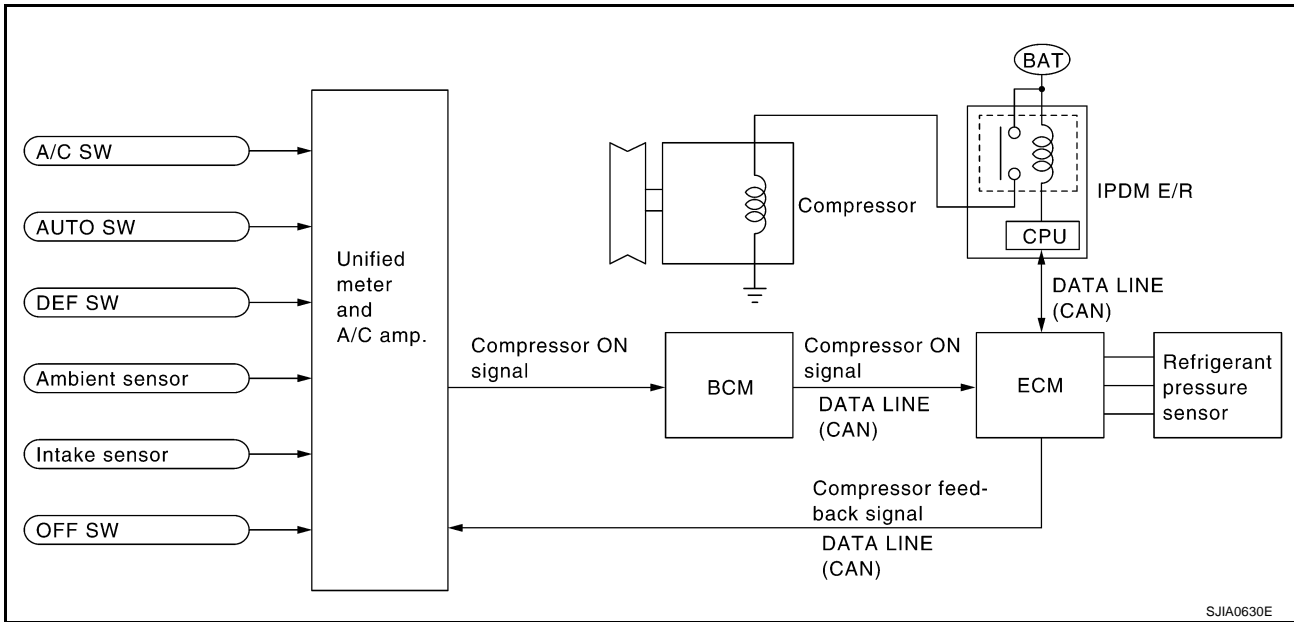 BAT
A/C SW
AUTO SW
DEF SW
Ambient sensor
Intake sensor
OFF SW
Unified
meter
and
A/C amp.
Compressor
IPDM E/R
CPU
DATA LINE
(CAN)
Compressor ON
signal
BCM
Compressor ON
signal
DATA LINE
(CAN)
ECM
Refrigerant
pressure
sensor
Compressor feed-
back signal
DATA LINE
(CAN)
SJIA0630E